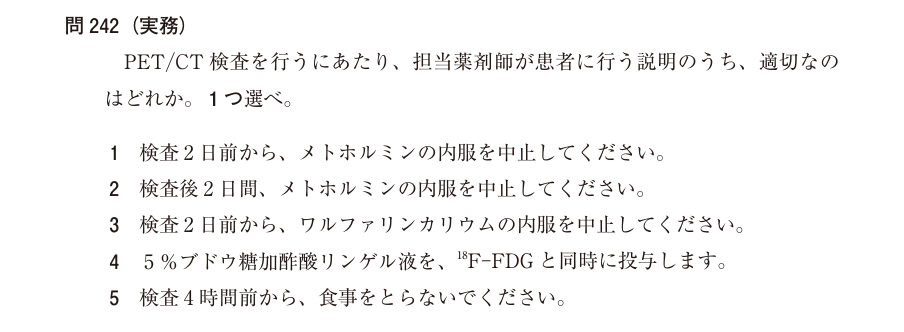 問 242（実務）
PET/CT 検査を行うにあたり、担当薬剤師が患者に行う説明のうち、適切なの
はどれか。1つ選べ。
1 検査２日前から、メトホルミンの内服を中止してください。
2 検査後２日間、メトホルミンの内服を中止してください。
3 検査２日前から、ワルファリンカリウムの内服を中止してください。
4 ５％ブドウ糖加酢酸リンゲル液を、¹⁸F-FDG と同時に投与します。
5 検査４時間前から、食事をとらないでください。